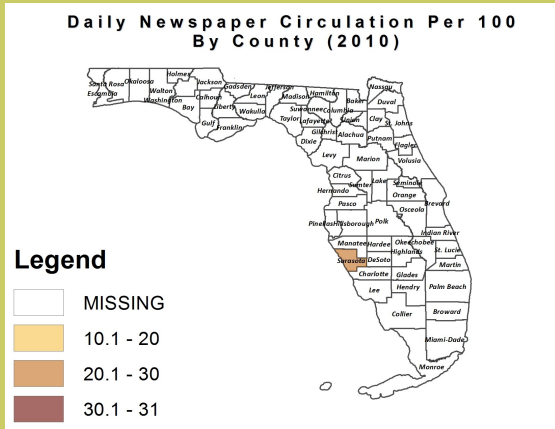 Daily Newspaper Circulation Per 100
By County (2010)
Holmes
Santa Rosa Okaloosa Jackson
Escambia Walton Gadsden Jefferson Hamilton Nassau
Washington Calhoun Leon Madison Baker Duval
Bay Liberty Wakulla Suwannee Columbia
Gulf Taylor Lafayette Union Clay St. Johns
Franklin Gilchrist Alachua Putnam
Dixie Flagler
Levy Marion Volusia
Citrus Lake Seminole
Hernando Sumter Orange
Pasco Osceola Brevard
Pinellas Hillsborough Polk
Indian River
Manatee Hardee Okeechobee
Highlands St. Lucie
Sarasota DeSoto Martin
Charlotte Glades
Lee Hendry Palm Beach
Collier Broward
Miami-Dade
Monroe
Legend
MISSING
10.1 - 20
20.1 - 30
30.1 - 31